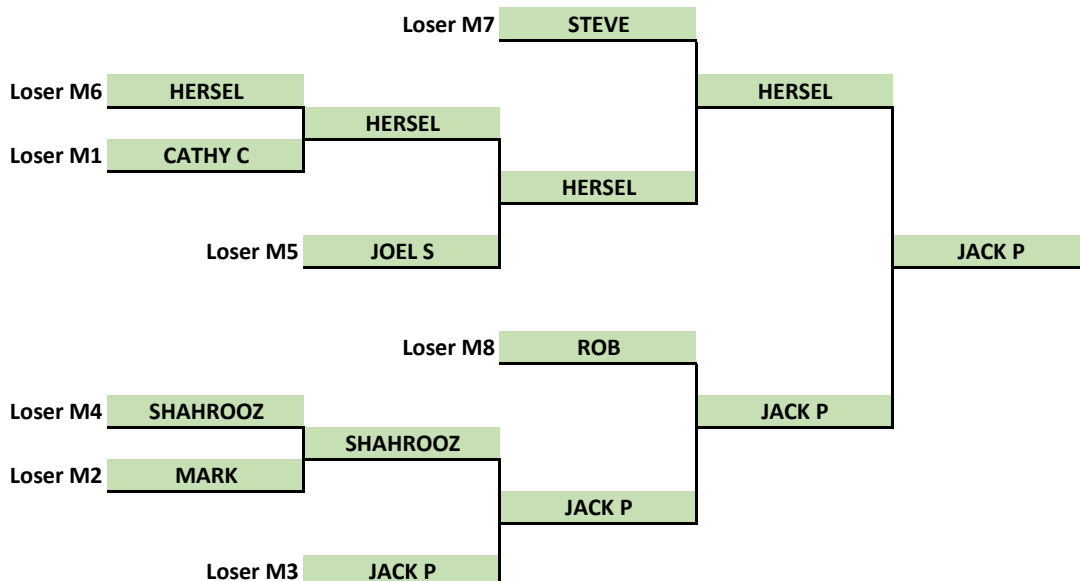 Loser M7 STEVE
Loser M6 HERSEL HERSEL
HERSEL
Loser M1 CATHY C
HERSEL
Loser M5 JOEL S JACK P
Loser M8 ROB
Loser M4 SHAHROOZ JACK P
SHAHROOZ
Loser M2 MARK
JACK P
Loser M3 JACK P